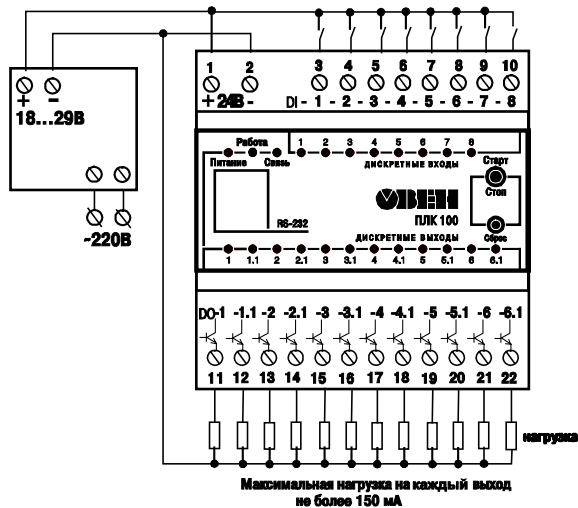 1 2 3 4 5 6 7 8 9 10
+ 24В - DI - 1 - 2 - 3 - 4 - 5 - 6 - 7 - 8
+ -
18...29В
~220В
Работа
Питание Связь
1 2 3 4 5 6 7 8
ДИСКРЕТНЫЕ ВХОДЫ
Старт
Стоп
ОВЕН
ПЛК 100
RS-232
ДИСКРЕТНЫЕ ВЫХОДЫ
Сброс
1 1.1 2 2.1 3 3.1 4 4.1 5 5.1 6 6.1
DO-1 -1.1 -2 -2.1 -3 -3.1 -4 -4.1 -5 -5.1 -6 -6.1
11 12 13 14 15 16 17 18 19 20 21 22
нагрузка
Максимальная нагрузка на каждый выход
не более 150 мА